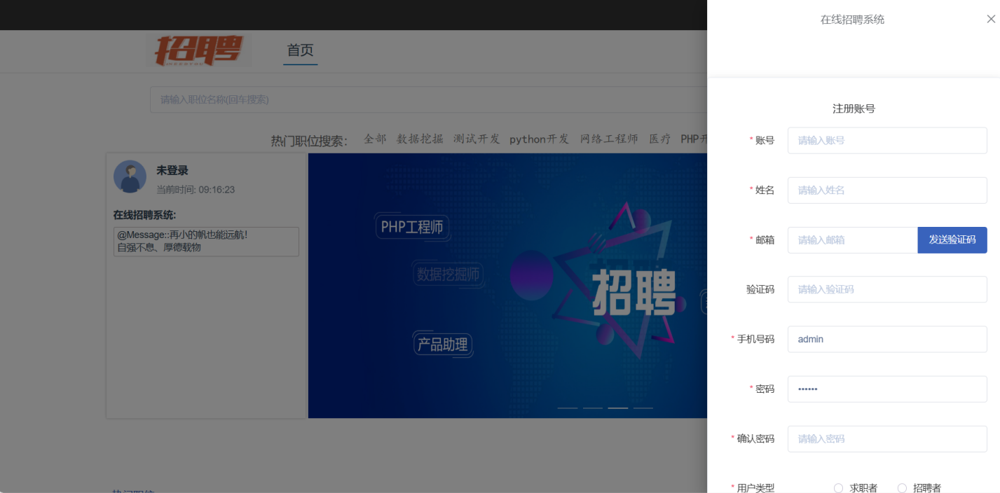 在线招聘系统
招聘
首页
请输入职位名称(回车搜索)
热门职位搜索: 全部 数据挖掘 测试开发 python开发 网络工程师 医疗
未登录
当前时间: 09:16:23
在线招聘系统:
@Message::再小的帆也能远航!
自强不息、厚德载物
PHP工程师
数据挖掘师
产品助理
招聘
注册账号
* 账号 请输入账号
* 姓名 请输入姓名
* 邮箱 请输入邮箱 发送验证码
验证码 请输入验证码
* 手机号码 admin
* 密码 ••••••
* 确认密码 请输入密码
* 用户类型 求职者 招聘者